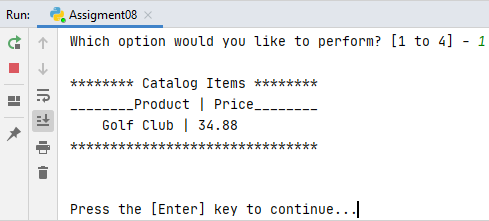 Run: Assigment08 ×
Which option would you like to perform? [1 to 4] - 1
******** Catalog Items ********
________Product | Price________
Golf Club | 34.88
*******************************
Press the [Enter] key to continue...